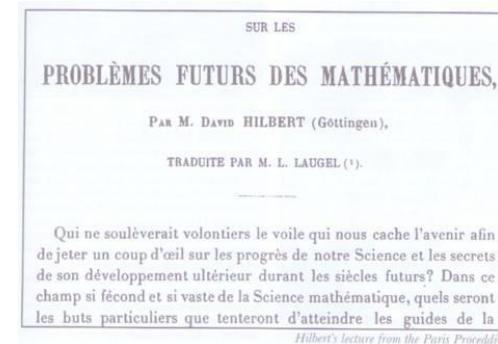 SUR LES
PROBLÈMES FUTURS DES MATHÉMATIQUES,
PAR M. DAVID HILBERT (Göttingen),
TRADUITE PAR M. L. LAUGEL (¹).
Qui ne soulèverait volontiers le voile qui nous cache l'avenir afin
de jeter un coup d'œil sur les progrès de notre Science et les secrets
de son développement ultérieur durant les siècles futurs? Dans ce
champ si fécond et si vaste de la Science mathématique, quels seront
les buts particuliers que tenteront d'atteindre les guides de la
Hilbert's lecture from the Paris Proceddi